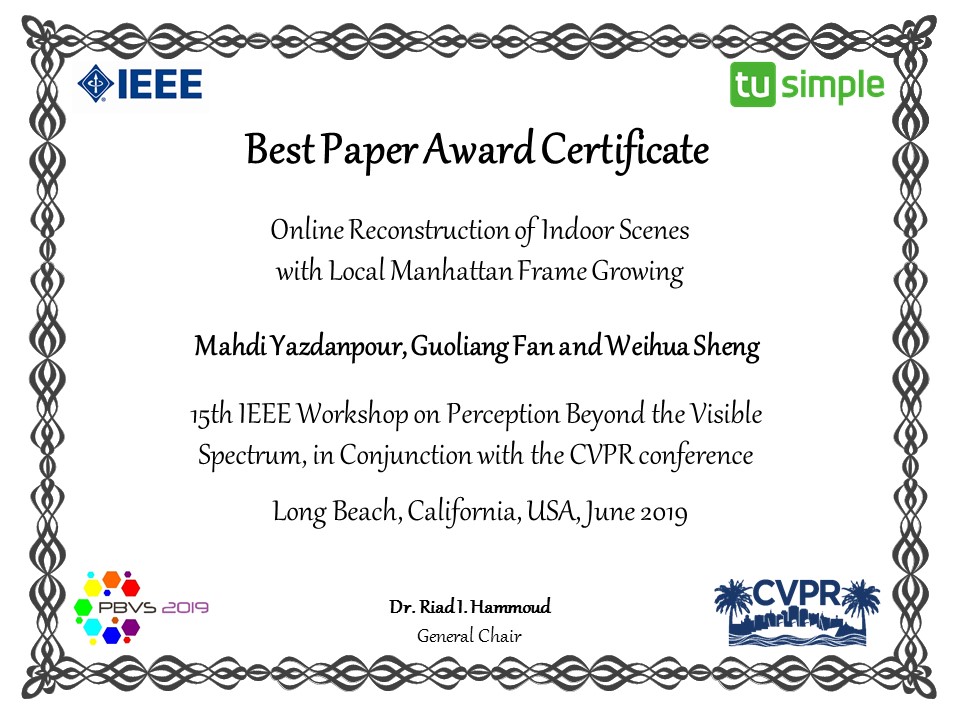 IEEE
tu simple
Best Paper Award Certificate
Online Reconstruction of Indoor Scenes
with Local Manhattan Frame Growing
Mahdi Yazdanpour, Guoliang Fan and Weihua Sheng
15th IEEE Workshop on Perception Beyond the Visible
Spectrum, in Conjunction with the CVPR conference
Long Beach, California, USA, June 2019
PBVS 2019
Dr. Riad I. Hammoud
General Chair
CVPR